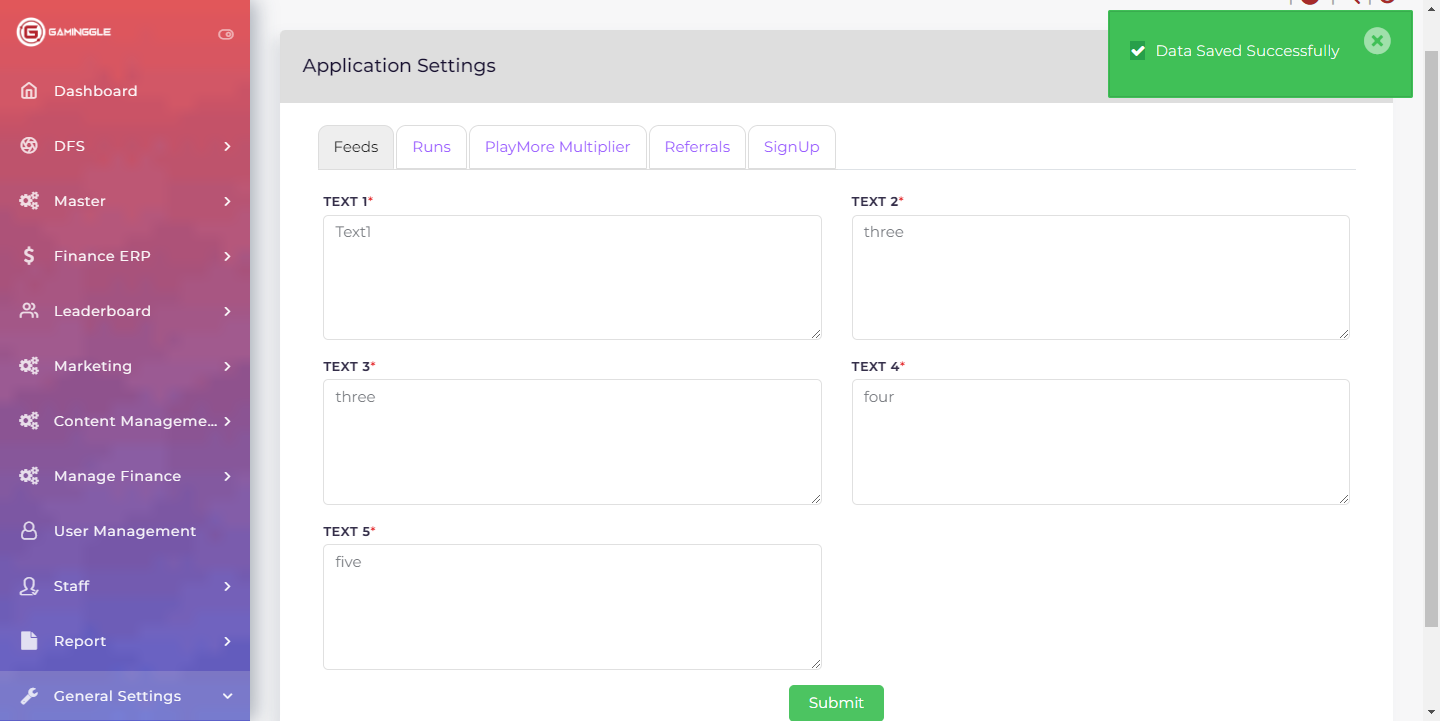 GAMINGGLE
Dashboard
DFS
Master
Finance ERP
Leaderboard
Marketing
Content Manageme...
Manage Finance
User Management
Staff
Report
General Settings
Application Settings
Data Saved Successfully
Feeds Runs PlayMore Multiplier Referrals SignUp
TEXT 1* TEXT 2*
Text1 three
TEXT 3* TEXT 4*
three four
TEXT 5*
five
Submit